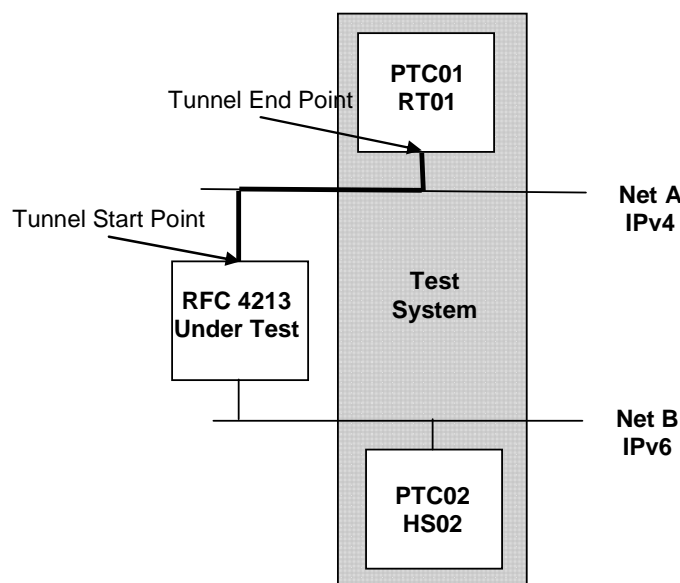 PTC01
RT01
Tunnel End Point
Net A
IPv4
Tunnel Start Point
RFC 4213
Under Test
Test
System
Net B
IPv6
PTC02
HS02